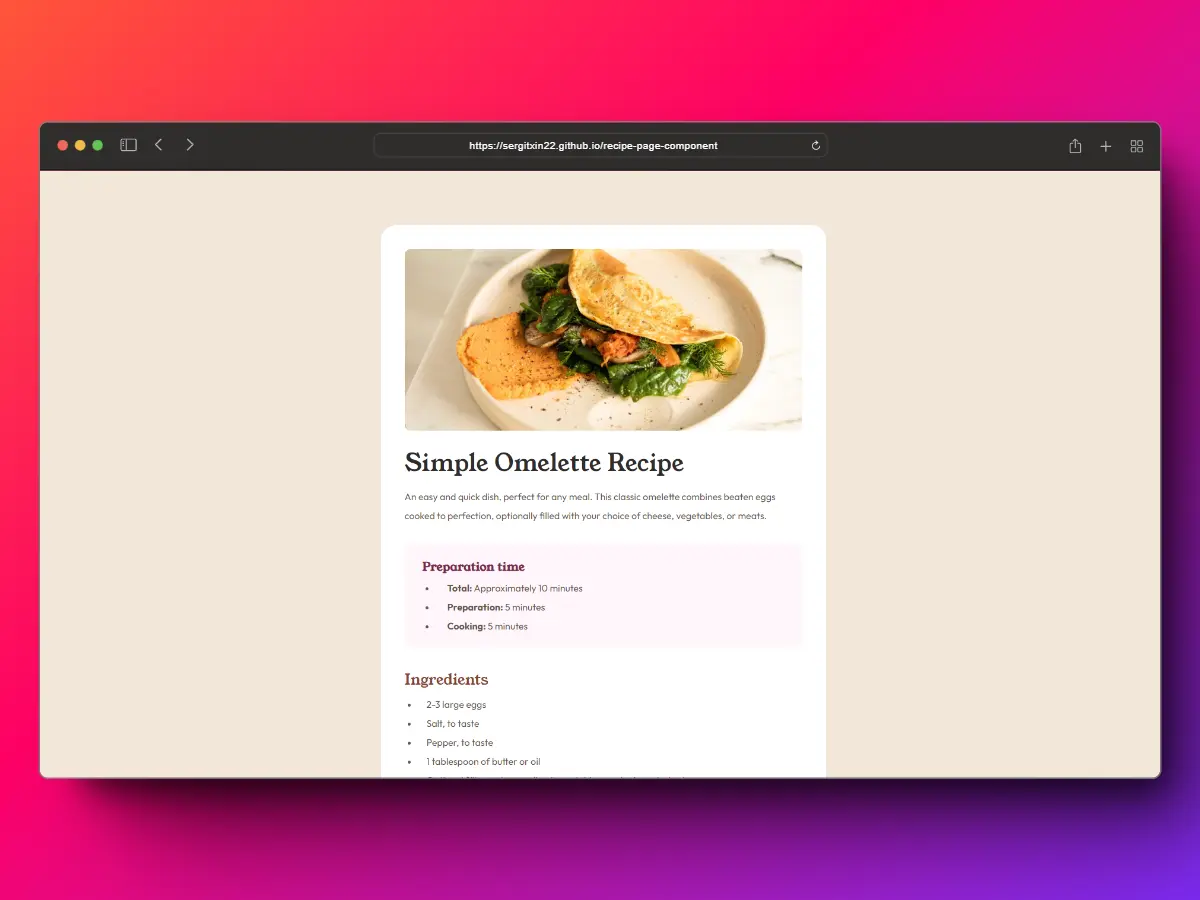 https://sergitxin22.github.io/recipe-page-component
Simple Omelette Recipe
An easy and quick dish, perfect for any meal. This classic omelette combines beaten eggs
cooked to perfection, optionally filled with your choice of cheese, vegetables, or meats.
Preparation time
• Total: Approximately 10 minutes
• Preparation: 5 minutes
• Cooking: 5 minutes
Ingredients
• 2-3 large eggs
• Salt, to taste
• Pepper, to taste
• 1 tablespoon of butter or oil